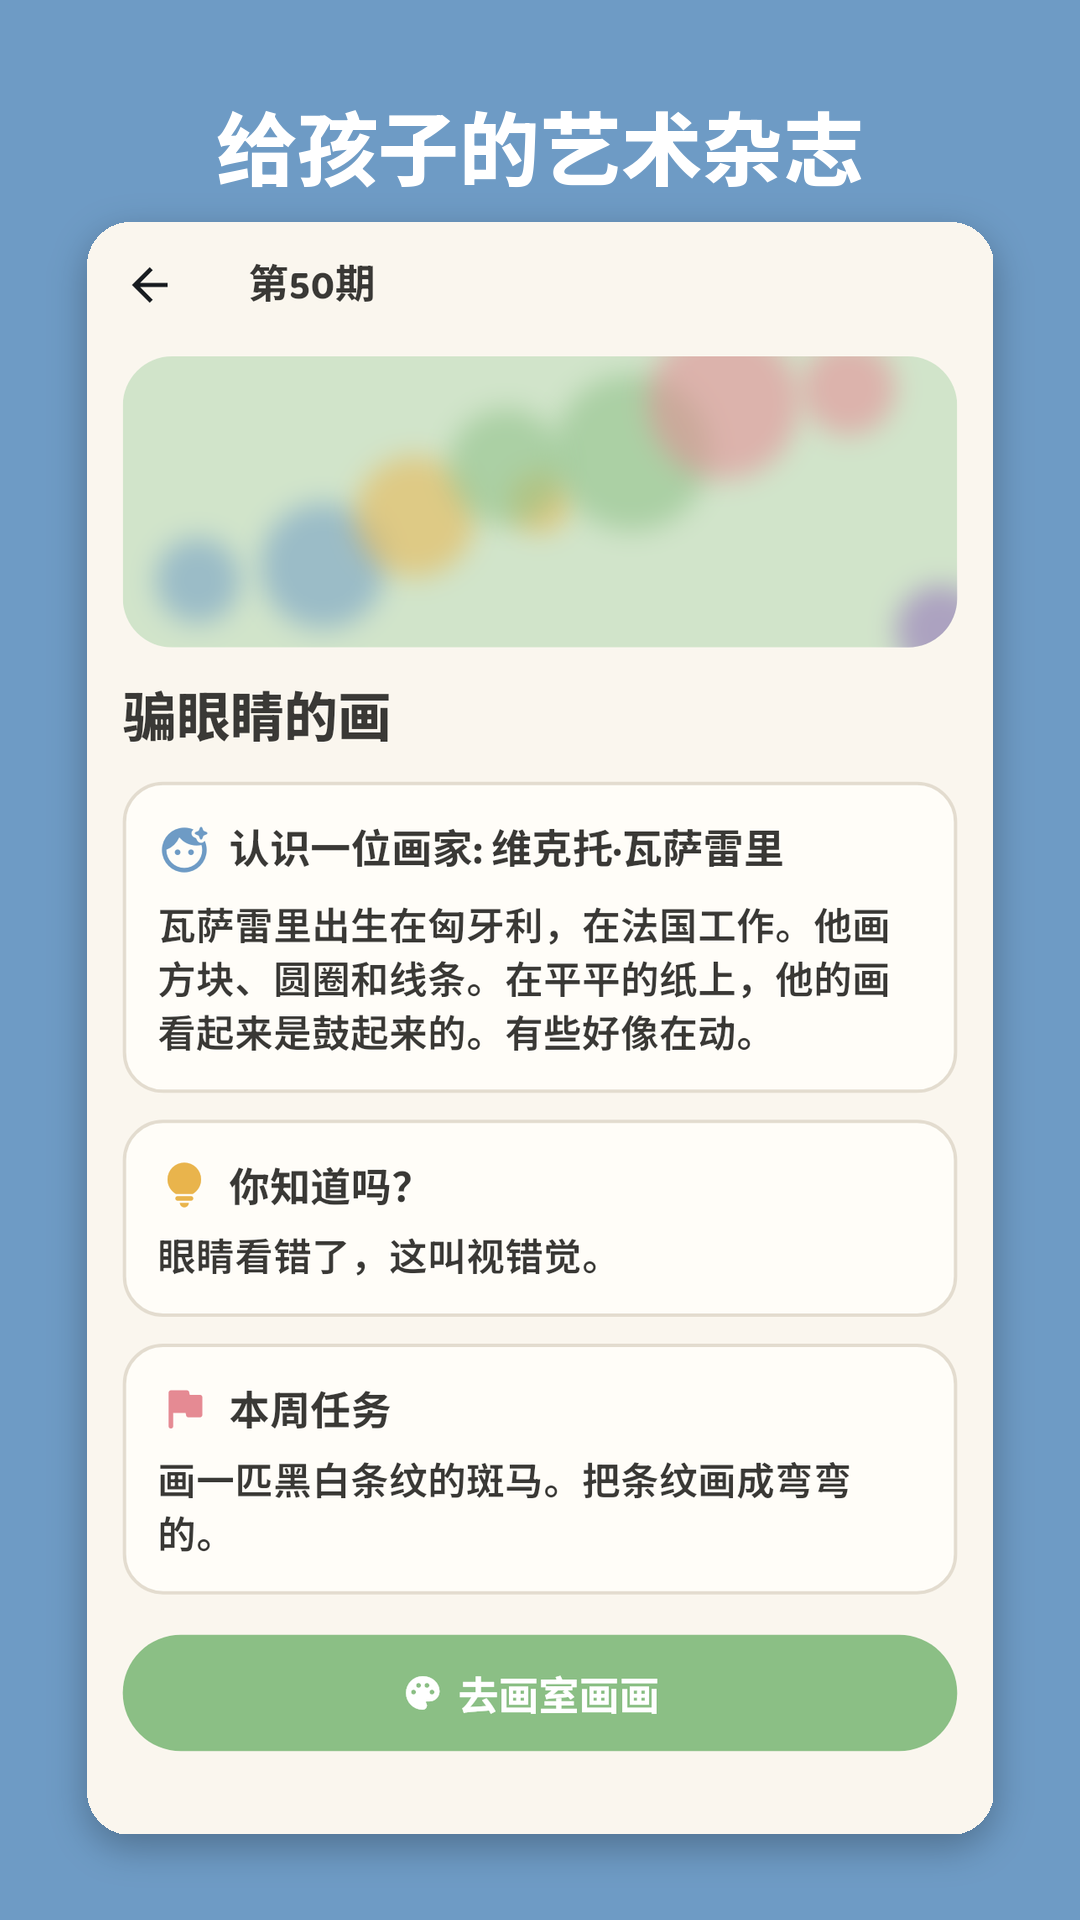 给孩子的艺术杂志
第50期
骗眼睛的画
认识一位画家: 维克托·瓦萨雷里
瓦萨雷里出生在匈牙利，在法国工作。他画
方块、圆圈和线条。在平平的纸上，他的画
看起来是鼓起来的。有些好像在动。
你知道吗?
眼睛看错了，这叫视错觉。
本周任务
画一匹黑白条纹的斑马。把条纹画成弯弯
的。
去画室画画